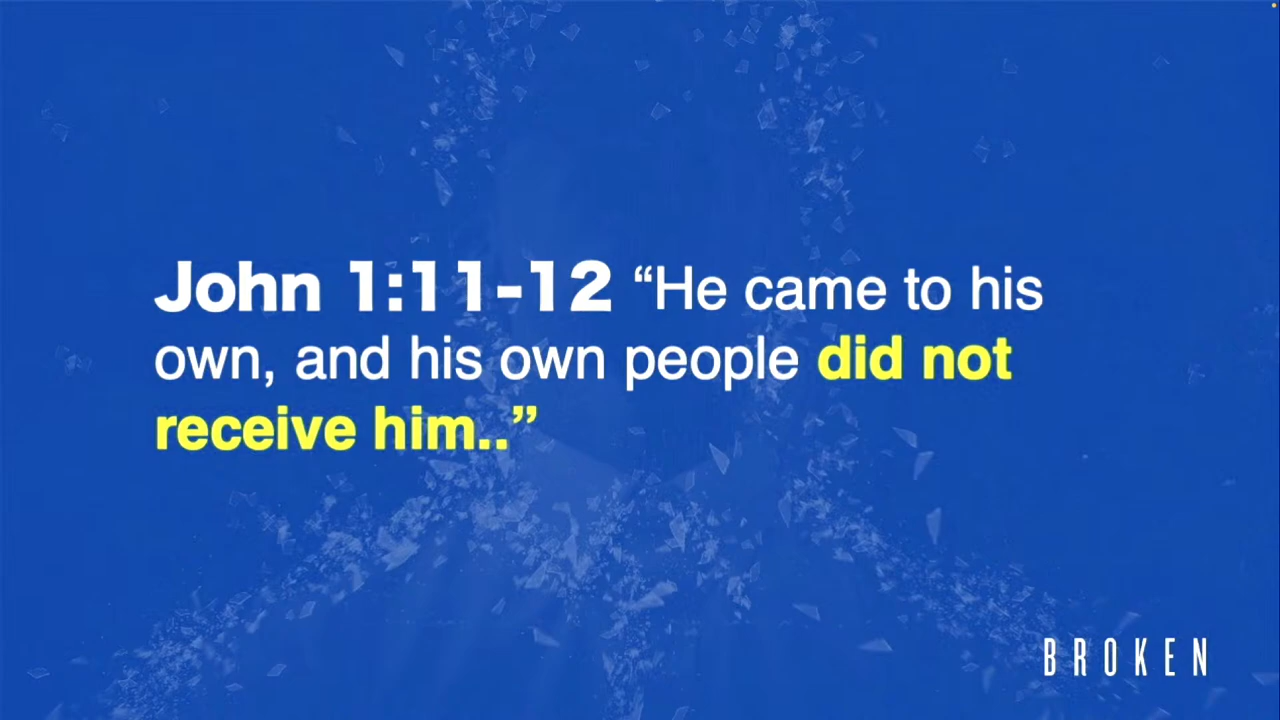 John 1:11-12 “He came to his
own, and his own people did not
receive him..”
BROKEN